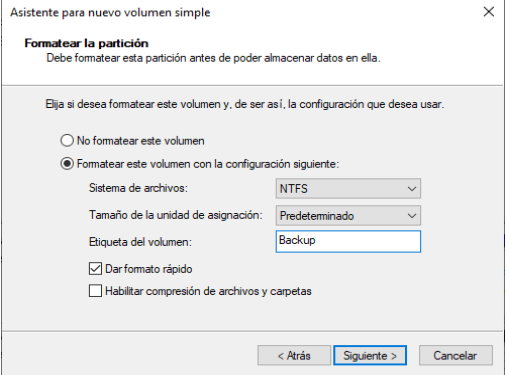 Asistente para nuevo volumen simple
Formatear la partición
Debe formatear esta partición antes de poder almacenar datos en ella.
Elija si desea formatear este volumen y, de ser así, la configuración que desea usar.
No formatear este volumen
Formatear este volumen con la configuración siguiente:
Sistema de archivos: NTFS
Tamaño de la unidad de asignación: Predeterminado
Etiqueta del volumen: Backup
Dar formato rápido
Habilitar compresión de archivos y carpetas
< Atrás Siguiente > Cancelar